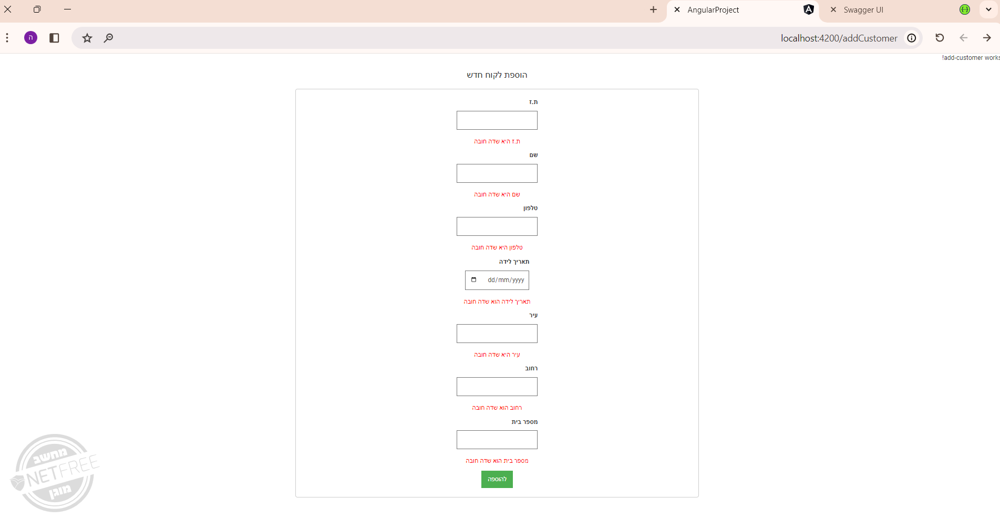 AngularProject
Swagger UI
ה
localhost:4200/addCustomer
!add-customer works
הוספת לקוח חדש
ת.ז
ת.ז היא שדה חובה
שם
שם היא שדה חובה
טלפון
טלפון היא שדה חובה
תאריך לידה
dd/mm/yyyy
תאריך לידה הוא שדה חובה
עיר
עיר היא שדה חובה
רחוב
רחוב הוא שדה חובה
מספר בית
מספר בית הוא שדה חובה
להוספה
מחשב
NETFREE
מוגן